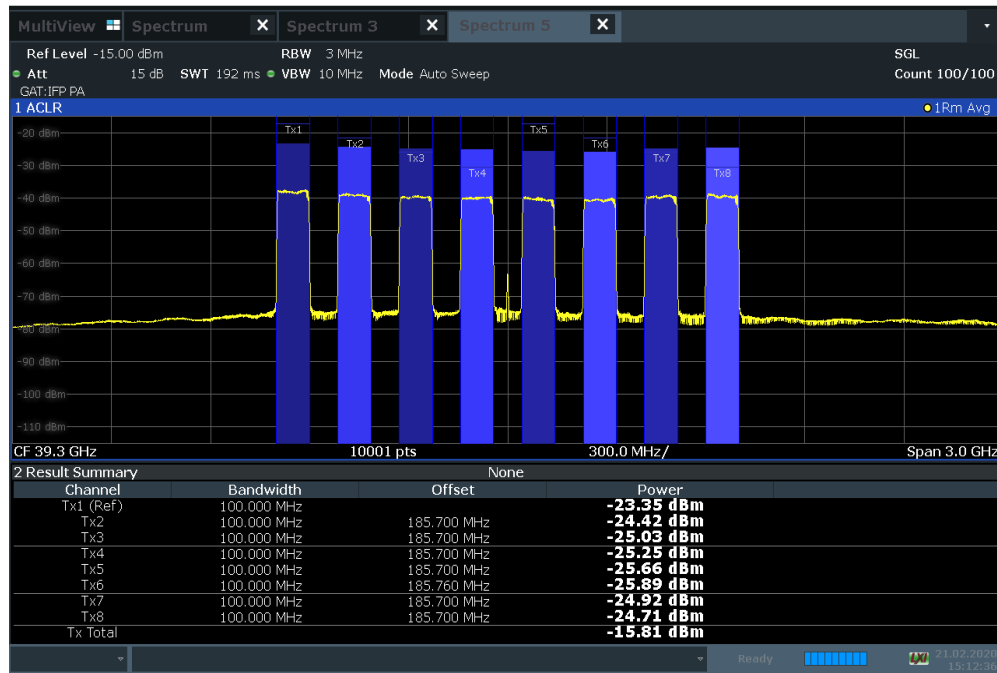 MultiView Spectrum X Spectrum 3 X Spectrum 5 X
Ref Level -15.00 dBm RBW 3 MHz SGL
Att 15 dB SWT 192 ms VBW 10 MHz Mode Auto Sweep Count 100/100
GAT:IFP PA
1 ACLR 1Rm Avg
-20 dBm
Tx1 Tx5
Tx2 Tx6
Tx3 Tx7
-30 dBm
Tx4 Tx8
-40 dBm
-50 dBm
-60 dBm
-70 dBm
-80 dBm
-90 dBm
-100 dBm
-110 dBm
CF 39.3 GHz 10001 pts 300.0 MHz/ Span 3.0 GHz
2 Result Summary None
Channel Bandwidth Offset Power
Tx1 (Ref) 100.000 MHz -23.35 dBm
Tx2 100.000 MHz 185.700 MHz -24.42 dBm
Tx3 100.000 MHz 185.700 MHz -25.03 dBm
Tx4 100.000 MHz 185.700 MHz -25.25 dBm
Tx5 100.000 MHz 185.700 MHz -25.66 dBm
Tx6 100.000 MHz 185.760 MHz -25.89 dBm
Tx7 100.000 MHz 185.700 MHz -24.92 dBm
Tx8 100.000 MHz 185.700 MHz -24.71 dBm
Tx Total -15.81 dBm
Ready LXI 21.02.2020
15:12:36